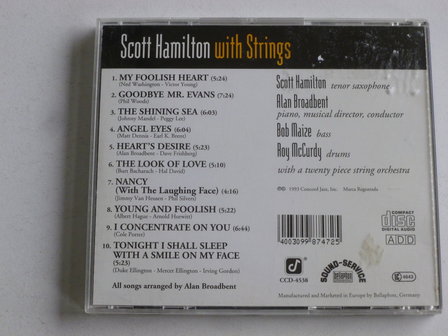 Scott Hamilton with Strings
1. MY FOOLISH HEART (5:24)
(Ned Washington - Victor Young)
2. GOODBYE MR. EVANS (7:24)
(Phil Woods)
3. THE SHINING SEA (6:03)
(Johnny Mandel - Peggy Lee)
4. ANGEL EYES (6:04)
(Matt Dennis - Earl K. Brent)
5. HEART'S DESIRE (5:23)
(Alan Broadbent - Dave Frishberg)
6. THE LOOK OF LOVE (5:10)
(Burt Bacharach - Hal David)
7. NANCY
(With The Laughing Face) (4:16)
(Jimmy Van Heusen - Phil Silvers)
8. YOUNG AND FOOLISH (5:22)
(Albert Hague - Arnold Horwitt)
9. I CONCENTRATE ON YOU (6:44)
(Cole Porter)
10. TONIGHT I SHALL SLEEP
WITH A SMILE ON MY FACE
(5:23)
(Duke Ellington - Mercer Ellington - Irving Gordon)
All songs arranged by Alan Broadbent
Scott Hamilton tenor saxophone
Alan Broadbent
piano, musical director, conductor
Bob Maize bass
Roy McCurdy drums
with a twenty piece string orchestra
℗© 1993 Concord Jazz, Inc. Marca Registrada
4003099 874725
COMPACT
disc
DIGITAL AUDIO
ADD
CCD-4538
SOUND-SERVICE
Bellaphon
Manufactured and Marketed in Europe by Bellaphon, Germany